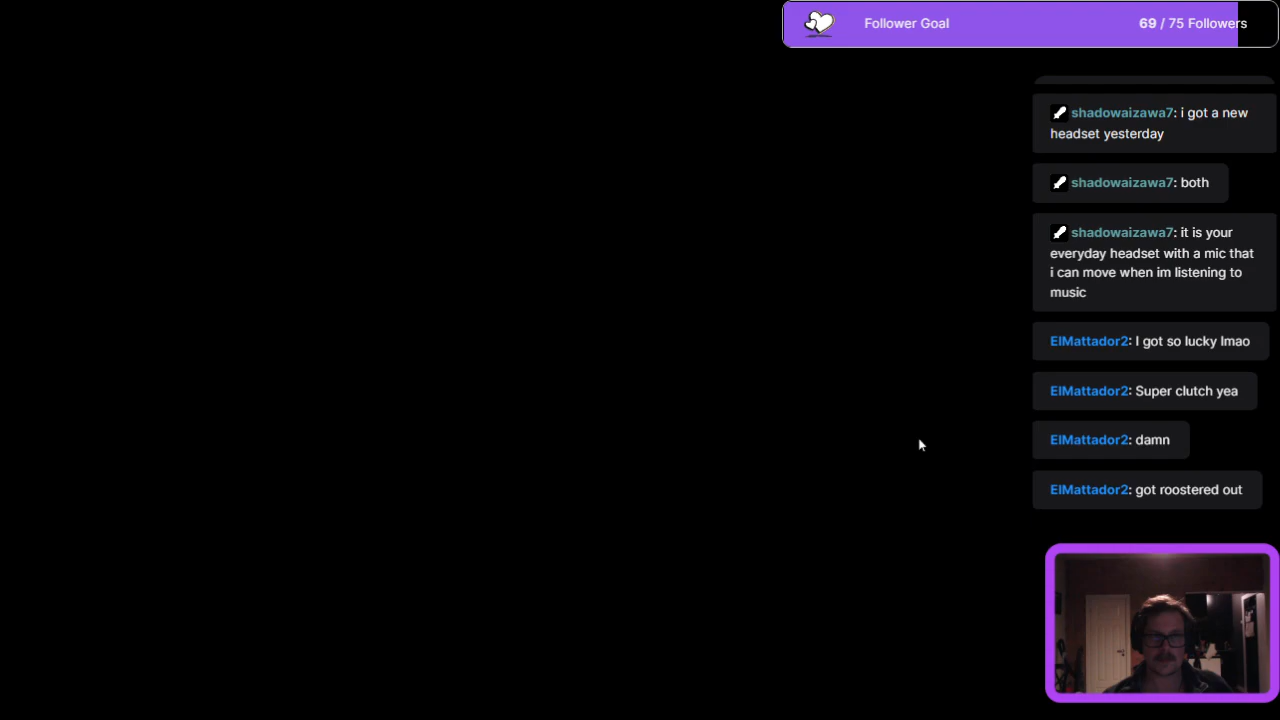 Follower Goal 69 / 75 Followers
shadowaizawa7: i got a new
headset yesterday
shadowaizawa7: both
shadowaizawa7: it is your
everyday headset with a mic that
i can move when im listening to
music
ElMattador2: I got so lucky lmao
ElMattador2: Super clutch yea
ElMattador2: damn
ElMattador2: got roostered out